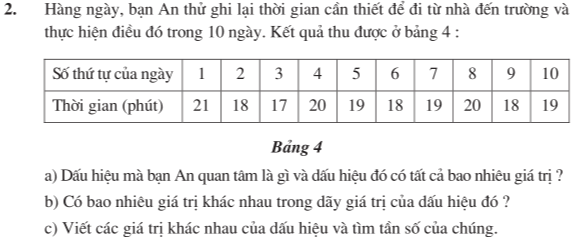 2. Hàng ngày, bạn An thử ghi lại thời gian cần thiết để đi từ nhà đến trường và
thực hiện điều đó trong 10 ngày. Kết quả thu được ở bảng 4 :
Số thứ tự của ngày 1 2 3 4 5 6 7 8 9 10
Thời gian (phút) 21 18 17 20 19 18 19 20 18 19
Bảng 4
a) Dấu hiệu mà bạn An quan tâm là gì và dấu hiệu đó có tất cả bao nhiêu giá trị ?
b) Có bao nhiêu giá trị khác nhau trong dãy giá trị của dấu hiệu đó ?
c) Viết các giá trị khác nhau của dấu hiệu và tìm tần số của chúng.